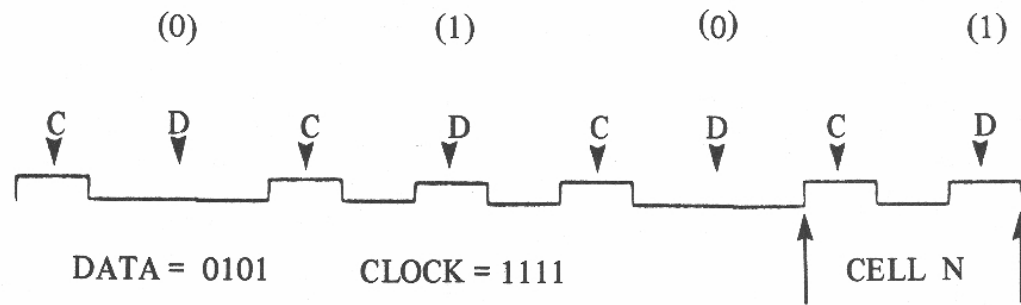 (0) (1) (0) (1)
C D C D C D C D
DATA = 0101 CLOCK = 1111 CELL N